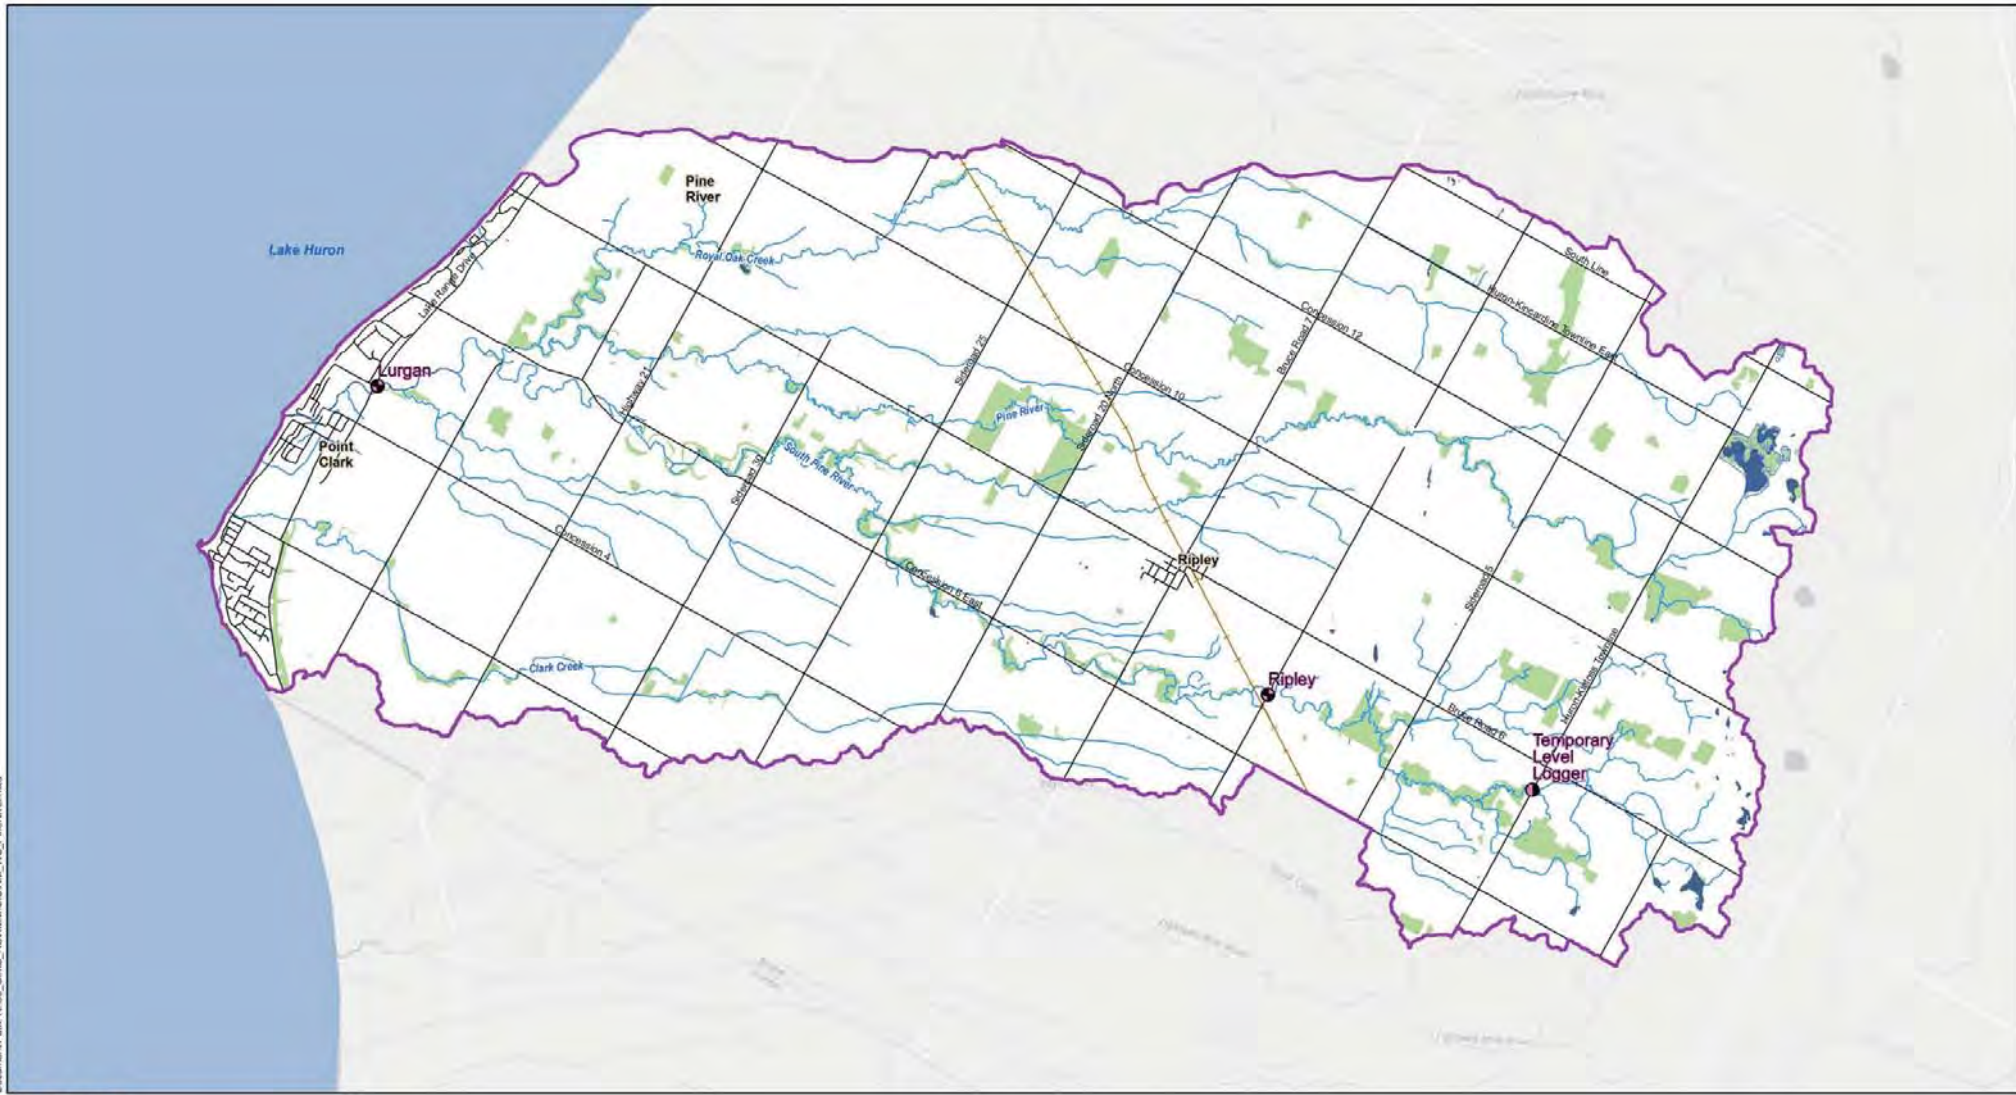 Pine
River
Lake Huron
Royal Oak Creek
South Line
Lake Range Drive
Huron-Kincardine Townline East
Concession 12
Bruce Road 7
Sideroad 25
Lurgan
Concession 10
Highway 21
Sideroad 20 North
Pine River
Point
Clark
South Pine River
Sideroad 30
Concession 4
Ripley
Concession 6 East
Sideroad 5
Huron-Kinloss Townline
Clark Creek
Ripley
Bruce Road 6
Temporary
Level
Logger